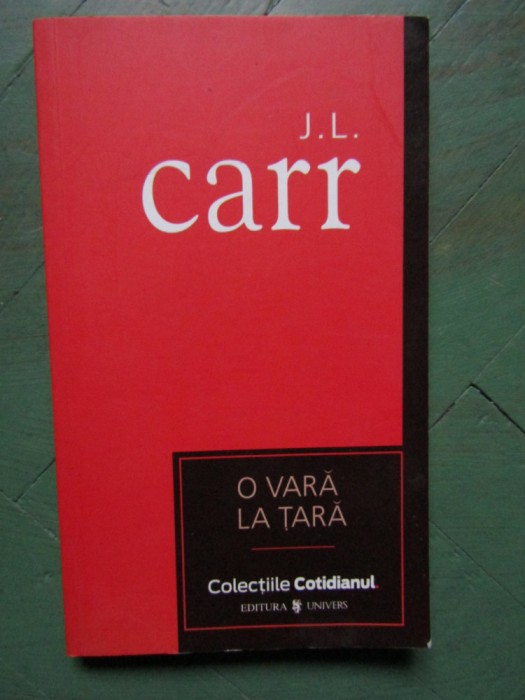 J.L.
carr
O VARĂ
LA ȚARĂ
Colecțiile Cotidianul.
EDITURA UNIVERS